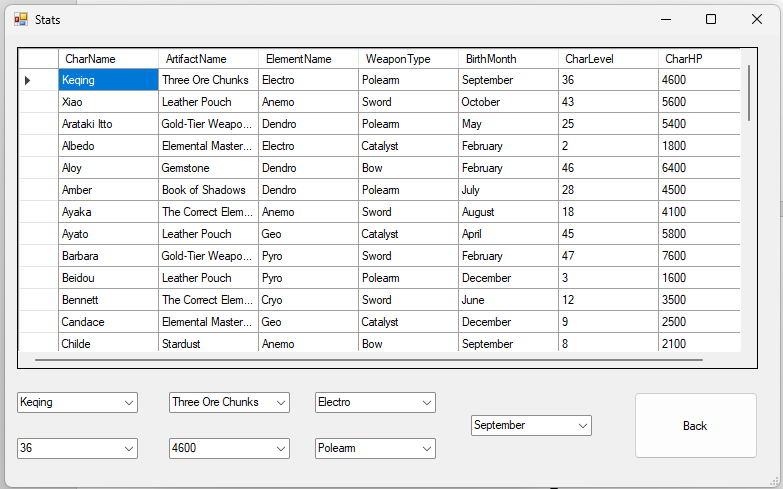 Stats
CharName ArtifactName ElementName WeaponType BirthMonth CharLevel CharHP
Keqing Three Ore Chunks Electro Polearm September 36 4600
Xiao Leather Pouch Anemo Sword October 43 5600
Arataki Itto Gold-Tier Weapo... Dendro Polearm May 25 5400
Albedo Elemental Master... Electro Catalyst February 2 1800
Aloy Gemstone Dendro Bow February 46 6400
Amber Book of Shadows Dendro Polearm July 28 4500
Ayaka The Correct Elem... Anemo Sword August 18 4100
Ayato Leather Pouch Geo Catalyst April 45 5800
Barbara Gold-Tier Weapo... Pyro Sword February 47 7600
Beidou Leather Pouch Pyro Polearm December 3 1600
Bennett The Correct Elem... Cryo Sword June 12 3500
Candace Elemental Master... Geo Catalyst December 9 2500
Childe Stardust Anemo Bow September 8 2100
Keqing Three Ore Chunks Electro
September Back
36 4600 Polearm